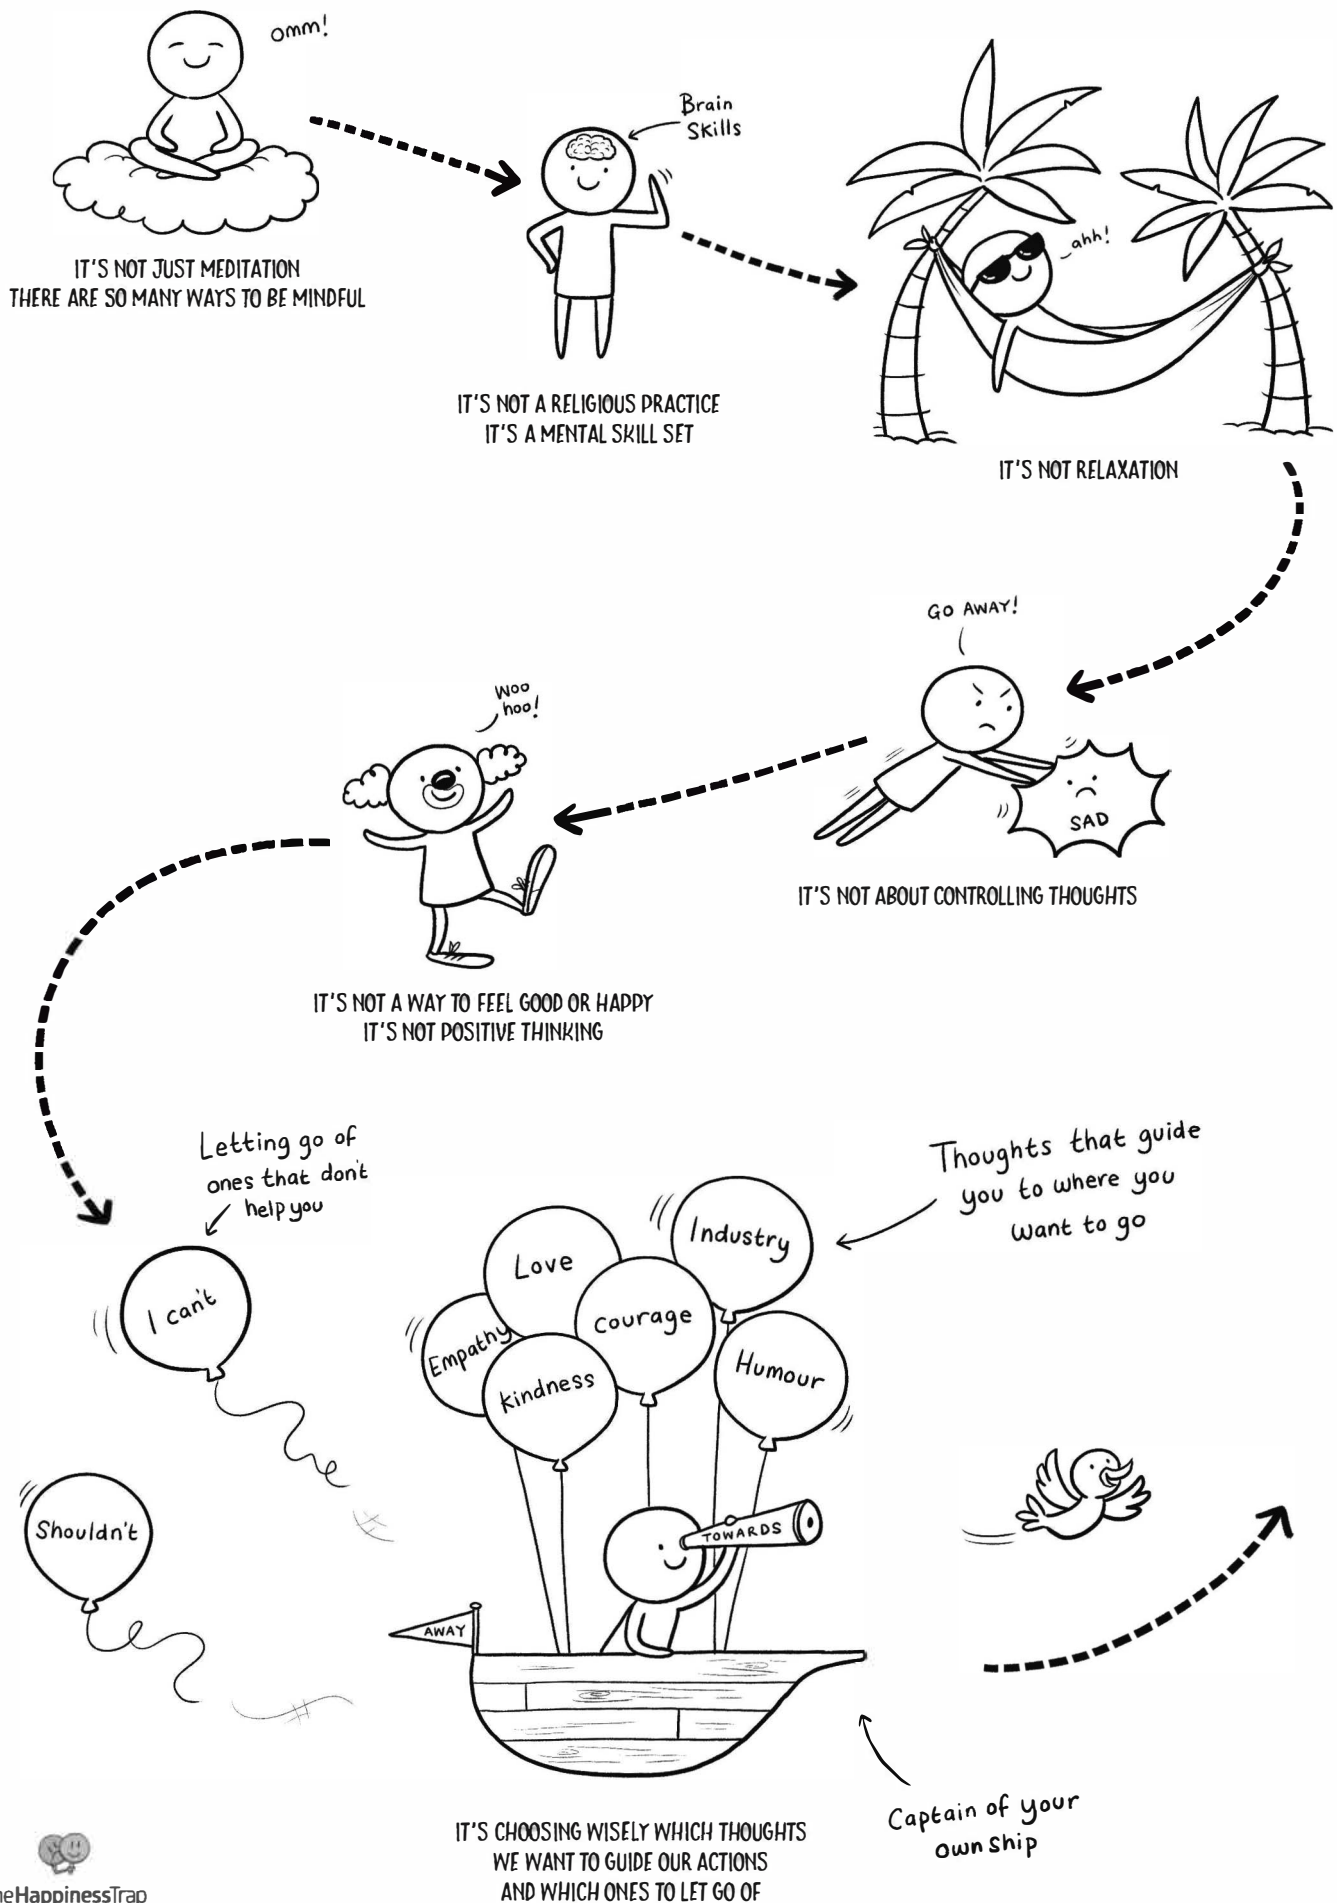 omm!
IT'S NOT JUST MEDITATION
THERE ARE SO MANY WAYS TO BE MINDFUL
Brain
Skills
IT'S NOT A RELIGIOUS PRACTICE
IT'S A MENTAL SKILL SET
ahh!
IT'S NOT RELAXATION
GO AWAY!
SAD
IT'S NOT ABOUT CONTROLLING THOUGHTS
Woo
hoo!
IT'S NOT A WAY TO FEEL GOOD OR HAPPY
IT'S NOT POSITIVE THINKING
Letting go of
ones that don't
help you
I can't
Shouldn't
Love
Industry
Empathy
Courage
Kindness
Humour
Thoughts that guide
you to where you
want to go
TOWARDS
AWAY
Captain of your
own ship
IT'S CHOOSING WISELY WHICH THOUGHTS
WE WANT TO GUIDE OUR ACTIONS
AND WHICH ONES TO LET GO OF
heHappinessTrap